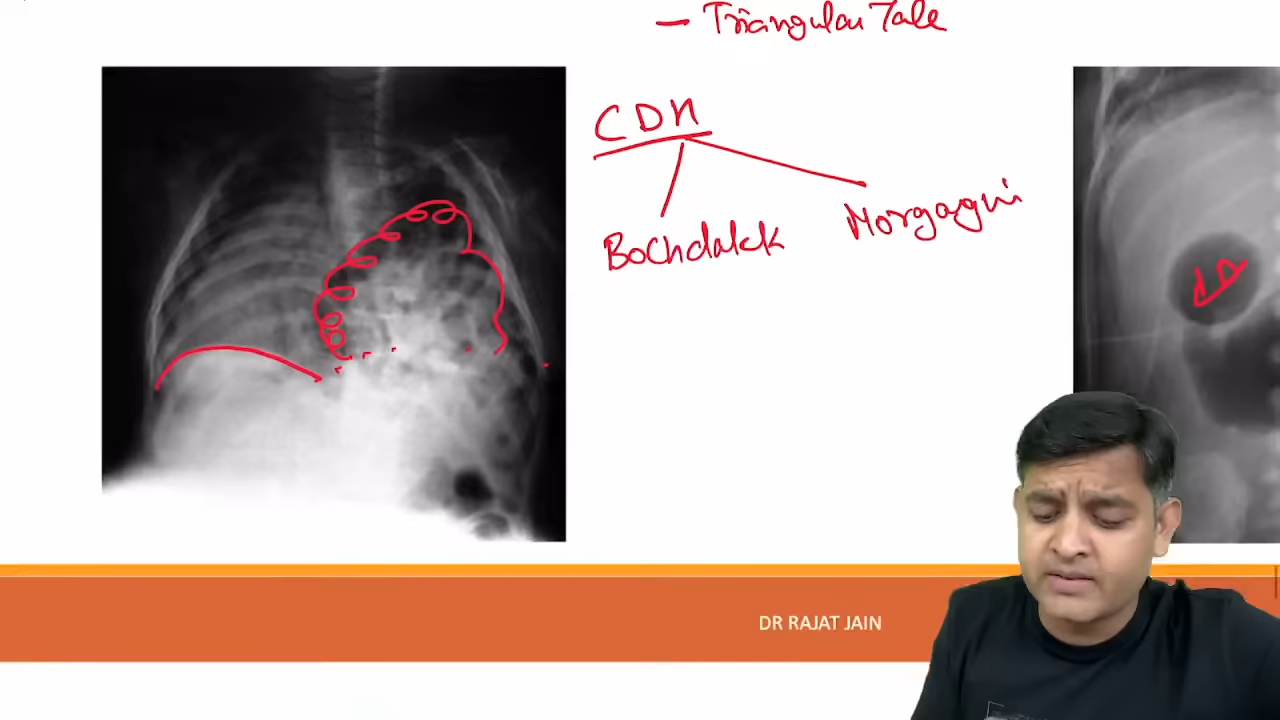 — Triangular Tale
CDH
Bochdalek
Morgagni
DR RAJAT JAIN